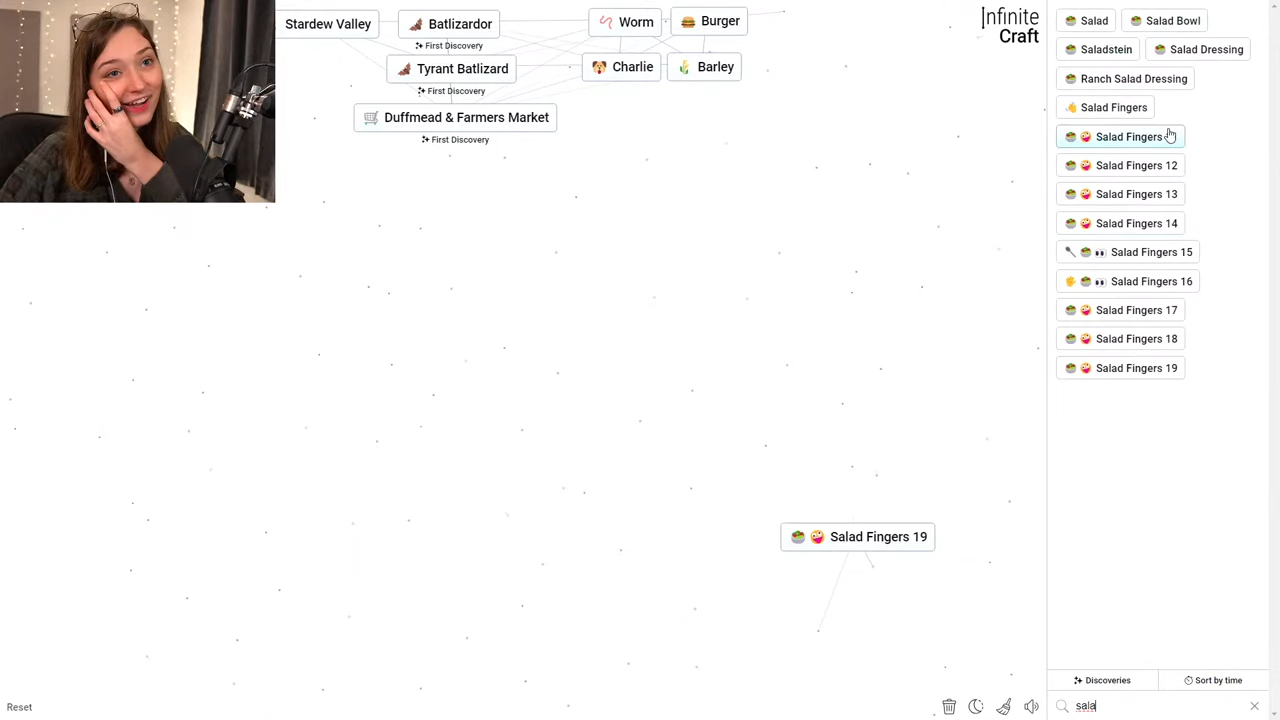 Stardew Valley
Batlizardor
First Discovery
Tyrant Batlizard
First Discovery
Duffmead & Farmers Market
First Discovery
Worm
Burger
Charlie
Barley
Infinite
Craft
Salad Fingers 19
Salad
Salad Bowl
Saladstein
Salad Dressing
Ranch Salad Dressing
Salad Fingers
Salad Fingers
Salad Fingers 12
Salad Fingers 13
Salad Fingers 14
Salad Fingers 15
Salad Fingers 16
Salad Fingers 17
Salad Fingers 18
Salad Fingers 19
Discoveries
Sort by time
sala
Reset